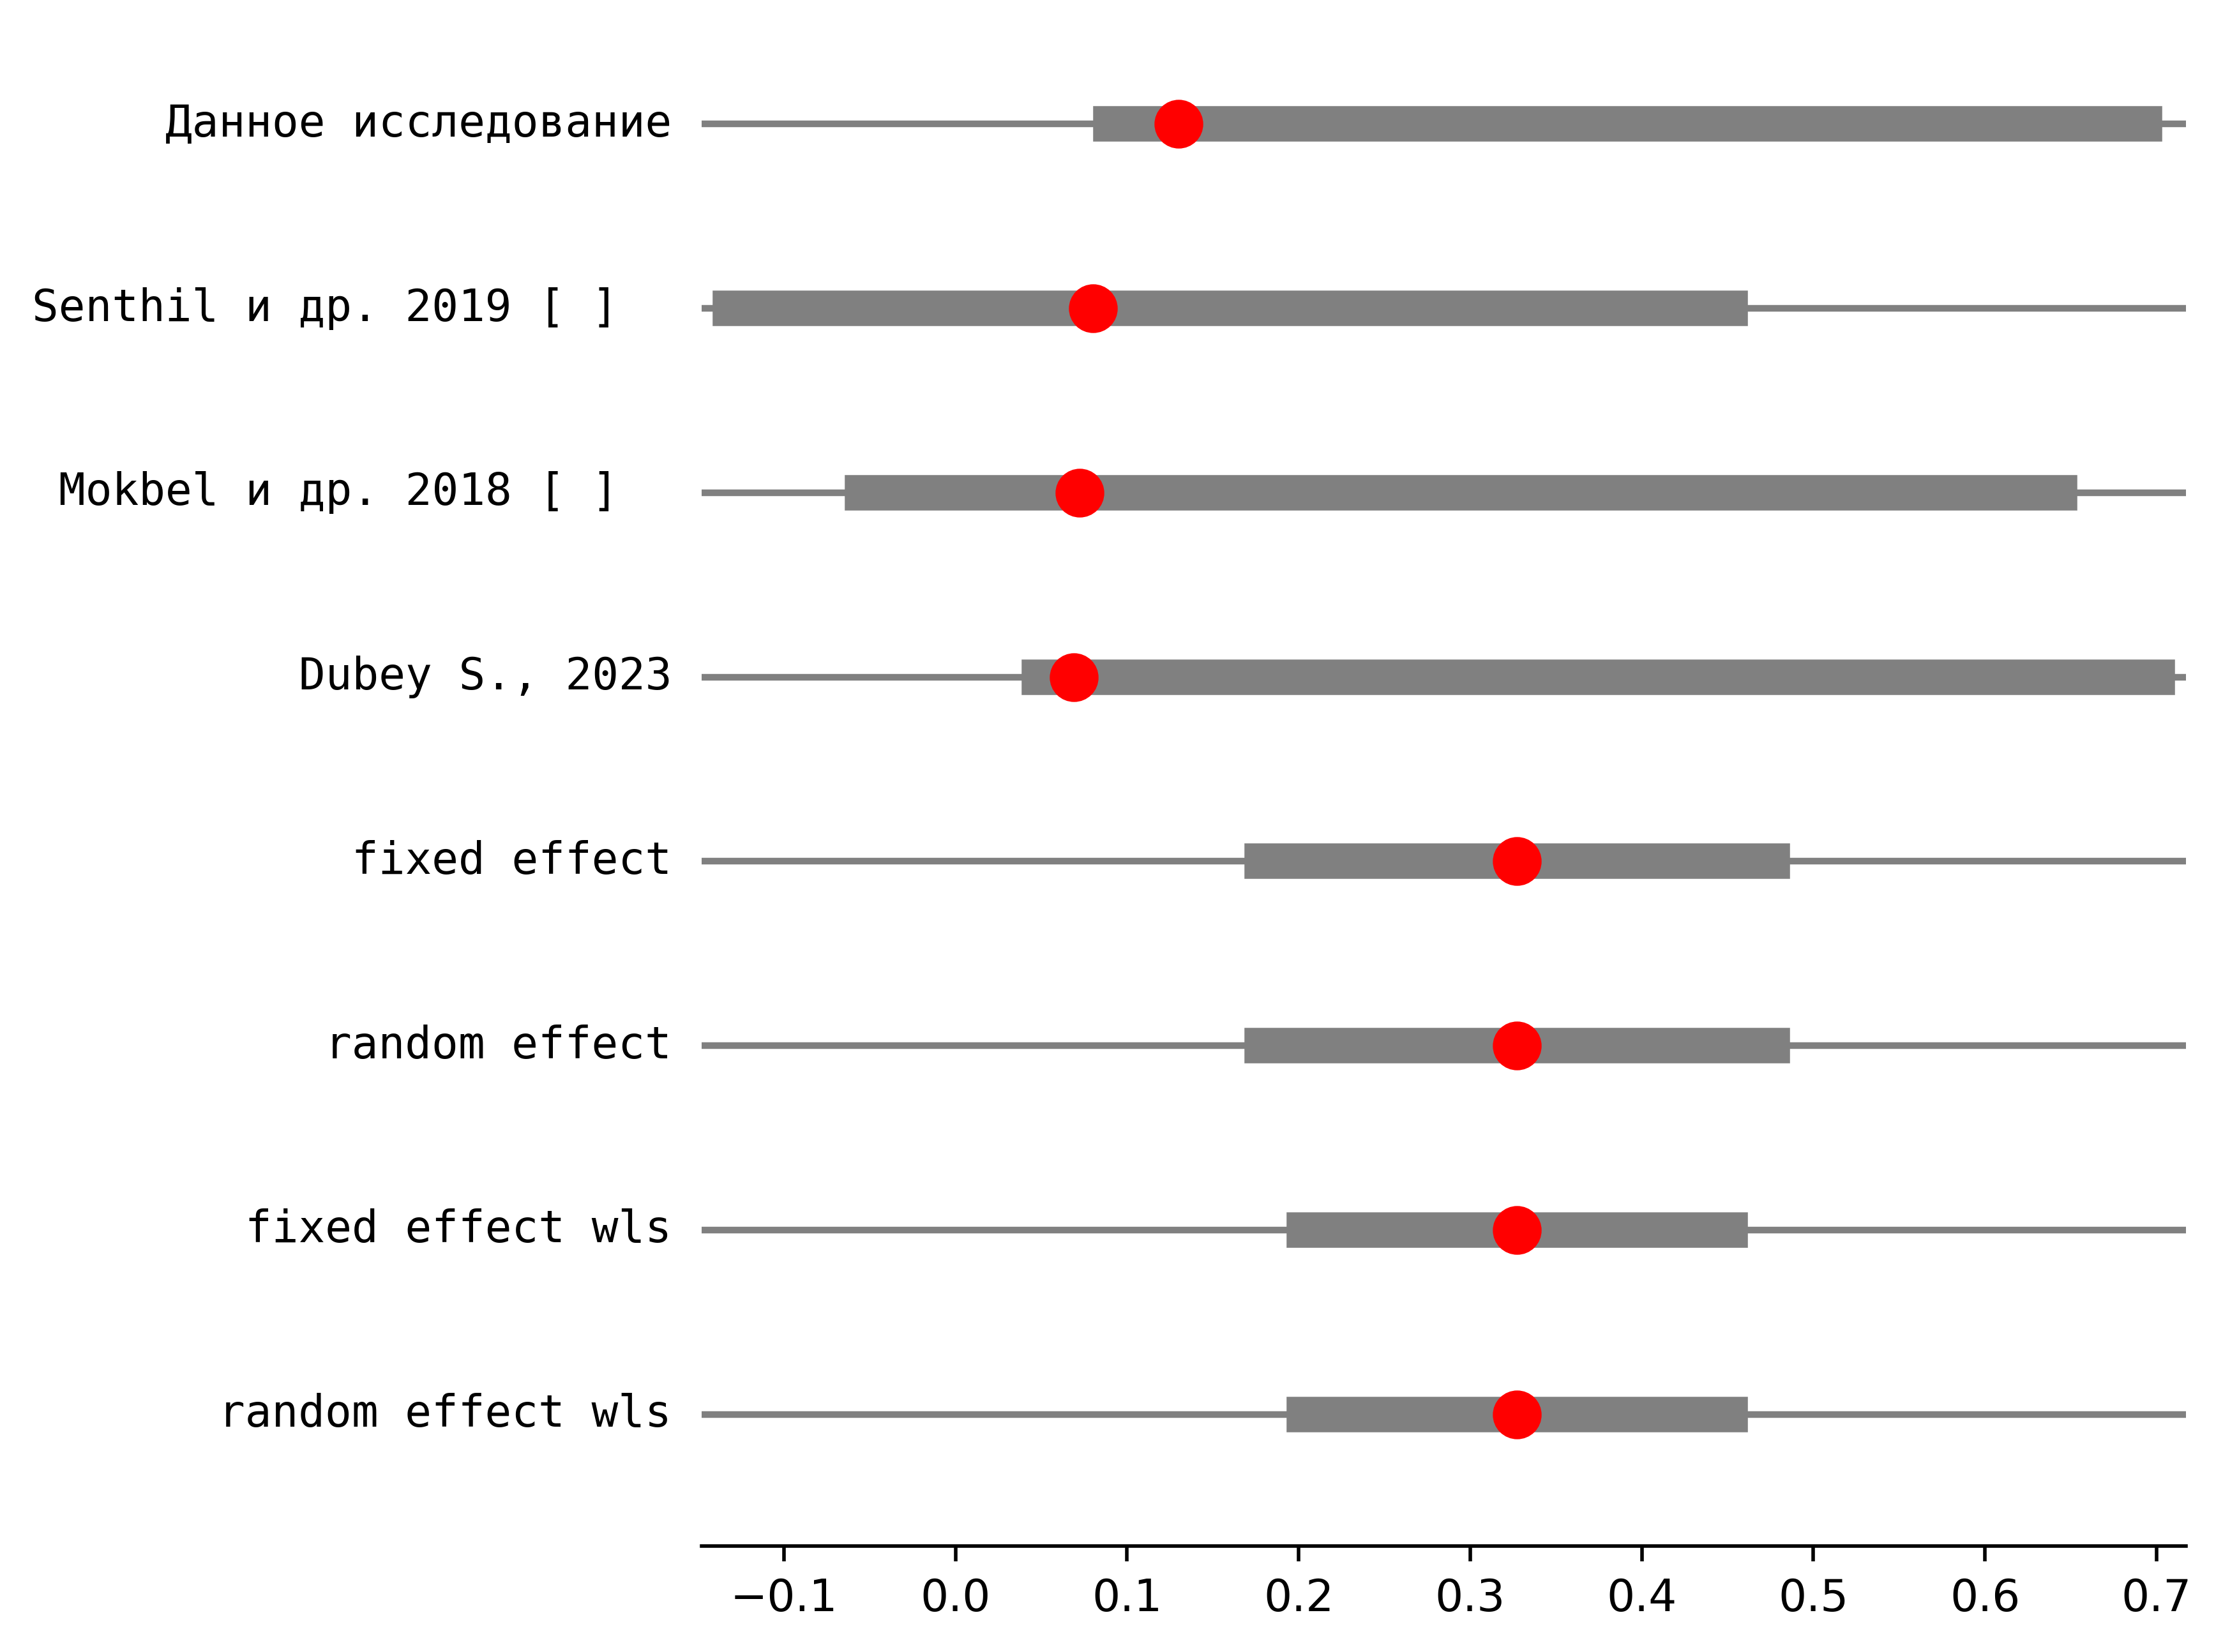 Данное исследование
Senthil и др. 2019 [ ]
Mokbel и др. 2018 [ ]
Dubey S., 2023
fixed effect
random effect
fixed effect wls
random effect wls
−0.1 0.0 0.1 0.2 0.3 0.4 0.5 0.6 0.7